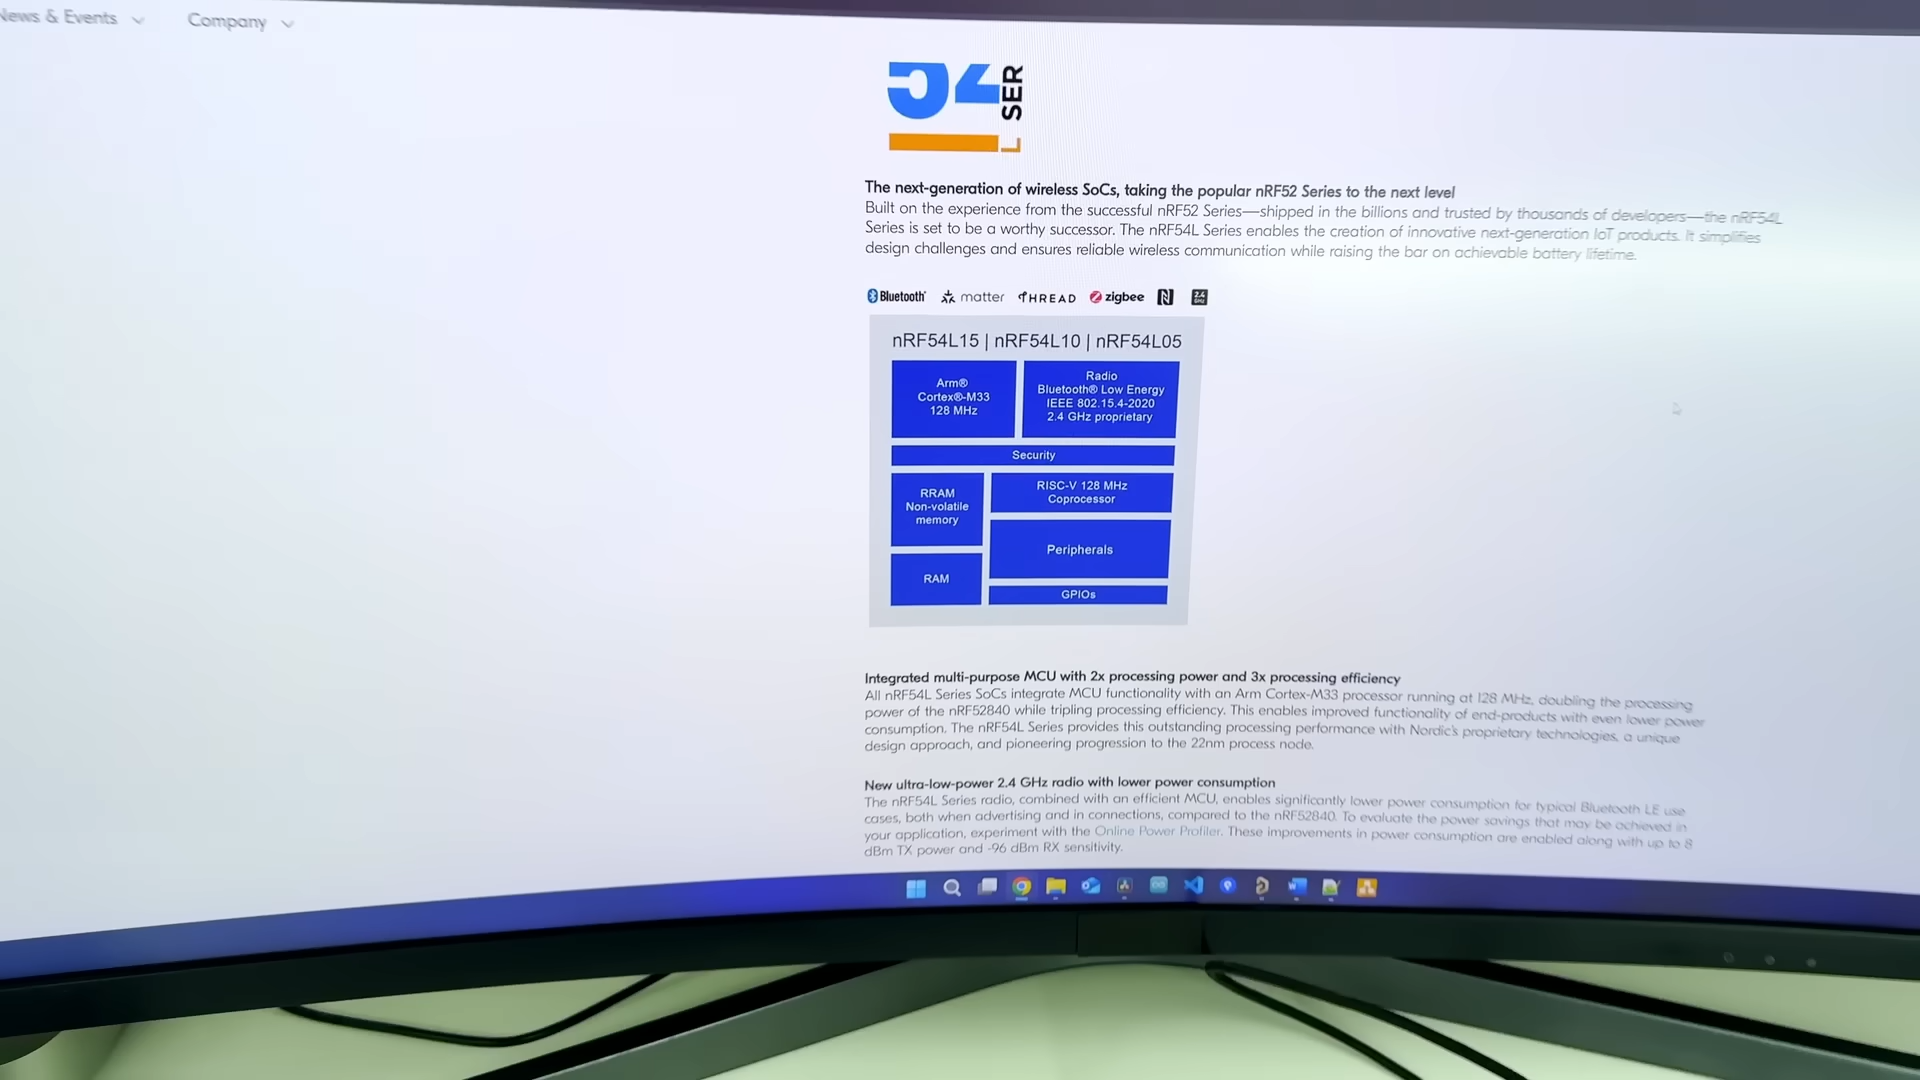 News & Events
Company
54
L SER
The next-generation of wireless SoCs, taking the popular nRF52 Series to the next level
Built on the experience from the successful nRF52 Series—shipped in the billions and trusted by thousands of developers—the nRF54L
Series is set to be a worthy successor. The nRF54L Series enables the creation of innovative next-generation IoT products. It simplifies
design challenges and ensures reliable wireless communication while raising the bar on achievable battery lifetime.
Bluetooth® matter THREAD zigbee N 2.4 GHz
nRF54L15 | nRF54L10 | nRF54L05
Arm®
Cortex®-M33
128 MHz
Radio
Bluetooth® Low Energy
IEEE 802.15.4-2020
2.4 GHz proprietary
Security
RRAM
Non-volatile
memory
RISC-V 128 MHz
Coprocessor
Peripherals
RAM
GPIOs
Integrated multi-purpose MCU with 2x processing power and 3x processing efficiency
All nRF54L Series SoCs integrate MCU functionality with an Arm Cortex-M33 processor running at 128 MHz, doubling the processing
power of the nRF52840 while tripling processing efficiency. This enables improved functionality of end-products with even lower power
consumption. The nRF54L Series provides this outstanding processing performance with Nordic's proprietary technologies, a unique
design approach, and pioneering progression to the 22nm process node.
New ultra-low-power 2.4 GHz radio with lower power consumption
The nRF54L Series radio, combined with an efficient MCU, enables significantly lower power consumption for typical Bluetooth LE use
cases, both when advertising and in connections, compared to the nRF52840. To evaluate the power savings that may be achieved in
your application, experiment with the Online Power Profiler. These improvements in power consumption are enabled along with up to 8
dBm TX power and -96 dBm RX sensitivity.